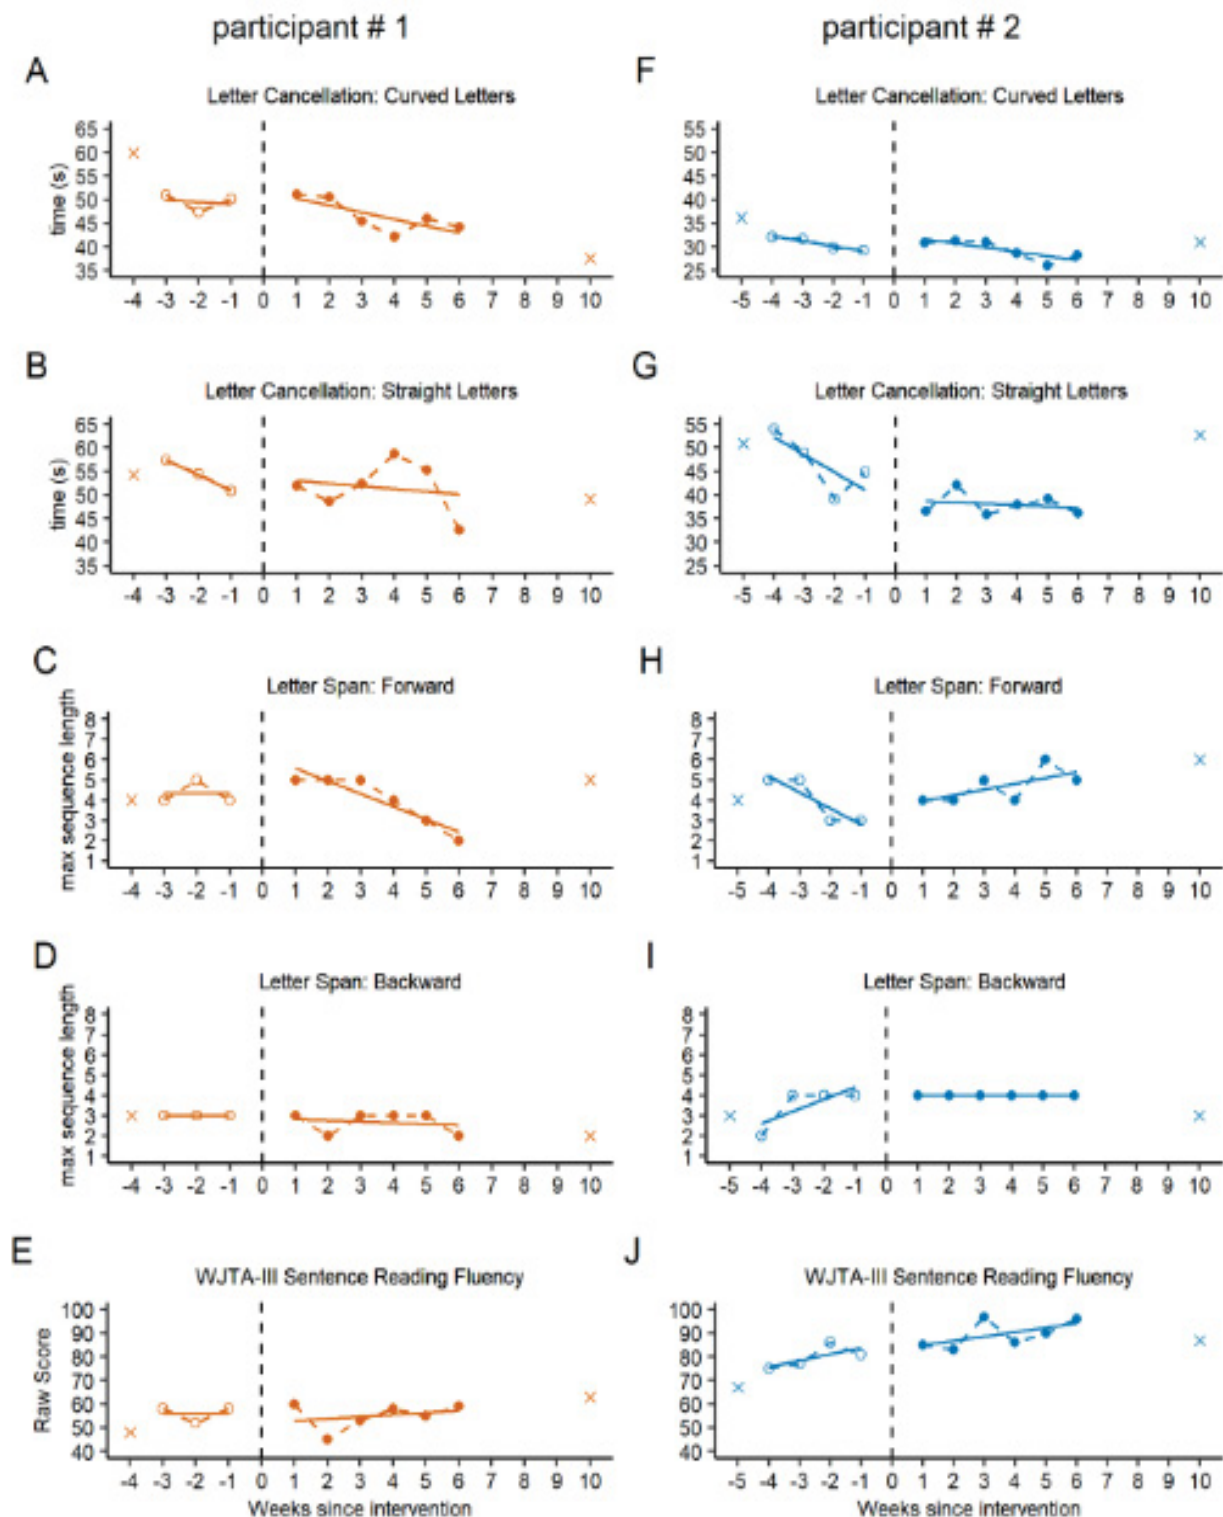 participant # 1
participant # 2
A
Letter Cancellation: Curved Letters
time (s)
65
60
55
50
45
40
35
-4 -3 -2 -1 0 1 2 3 4 5 6 7 8 9 10
F
Letter Cancellation: Curved Letters
55
50
45
40
35
30
25
-5 -4 -3 -2 -1 0 1 2 3 4 5 6 7 8 9 10
B
Letter Cancellation: Straight Letters
time (s)
65
60
55
50
45
40
35
-4 -3 -2 -1 0 1 2 3 4 5 6 7 8 9 10
G
Letter Cancellation: Straight Letters
55
50
45
40
35
30
25
-5 -4 -3 -2 -1 0 1 2 3 4 5 6 7 8 9 10
C
Letter Span: Forward
max sequence length
8
7
6
5
4
3
2
1
-4 -3 -2 -1 0 1 2 3 4 5 6 7 8 9 10
H
Letter Span: Forward
8
7
6
5
4
3
2
1
-5 -4 -3 -2 -1 0 1 2 3 4 5 6 7 8 9 10
D
Letter Span: Backward
max sequence length
8
7
6
5
4
3
2
1
-4 -3 -2 -1 0 1 2 3 4 5 6 7 8 9 10
I
Letter Span: Backward
8
7
6
5
4
3
2
1
-5 -4 -3 -2 -1 0 1 2 3 4 5 6 7 8 9 10
E
WJTA-III Sentence Reading Fluency
Raw Score
100
90
80
70
60
50
40
-4 -3 -2 -1 0 1 2 3 4 5 6 7 8 9 10
Weeks since intervention
J
WJTA-III Sentence Reading Fluency
100
90
80
70
60
50
40
-5 -4 -3 -2 -1 0 1 2 3 4 5 6 7 8 9 10
Weeks since intervention